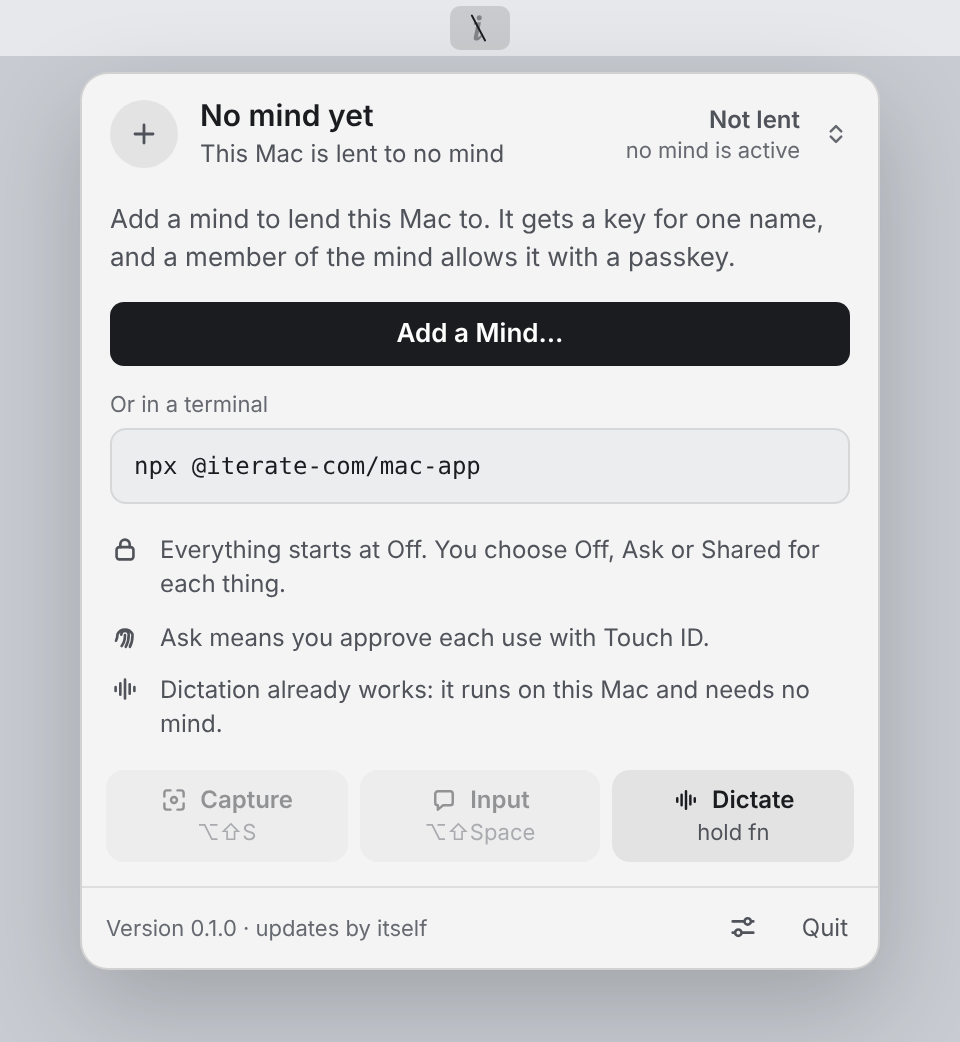 i
No mind yet
This Mac is lent to no mind
Not lent
no mind is active
Add a mind to lend this Mac to. It gets a key for one name,
and a member of the mind allows it with a passkey.
Add a Mind...
Or in a terminal
npx @iterate-com/mac-app
Everything starts at Off. You choose Off, Ask or Shared for
each thing.
Ask means you approve each use with Touch ID.
Dictation already works: it runs on this Mac and needs no
mind.
Capture
⌥⇧S
Input
⌥⇧Space
Dictate
hold fn
Version 0.1.0 · updates by itself
Quit